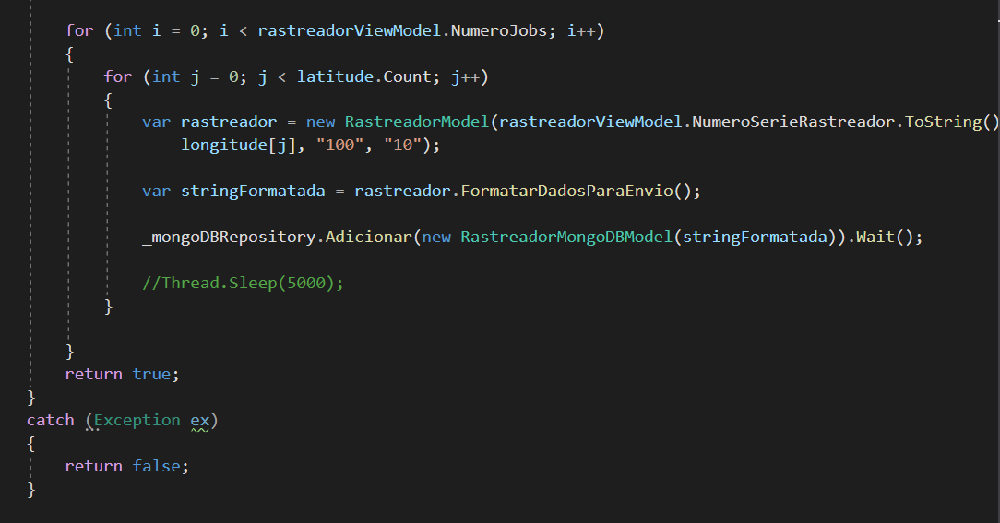 for (int i = 0; i < rastreadorViewModel.NumeroJobs; i++)
{
for (int j = 0; j < latitude.Count; j++)
{
var rastreador = new RastreadorModel(rastreadorViewModel.NumeroSerieRastreador.ToString()
longitude[j], "100", "10");
var stringFormatada = rastreador.FormatarDadosParaEnvio();
_mongoDBRepository.Adicionar(new RastreadorMongoDBModel(stringFormatada)).Wait();
//Thread.Sleep(5000);
}
}
return true;
}
catch (Exception ex)
{
return false;
}